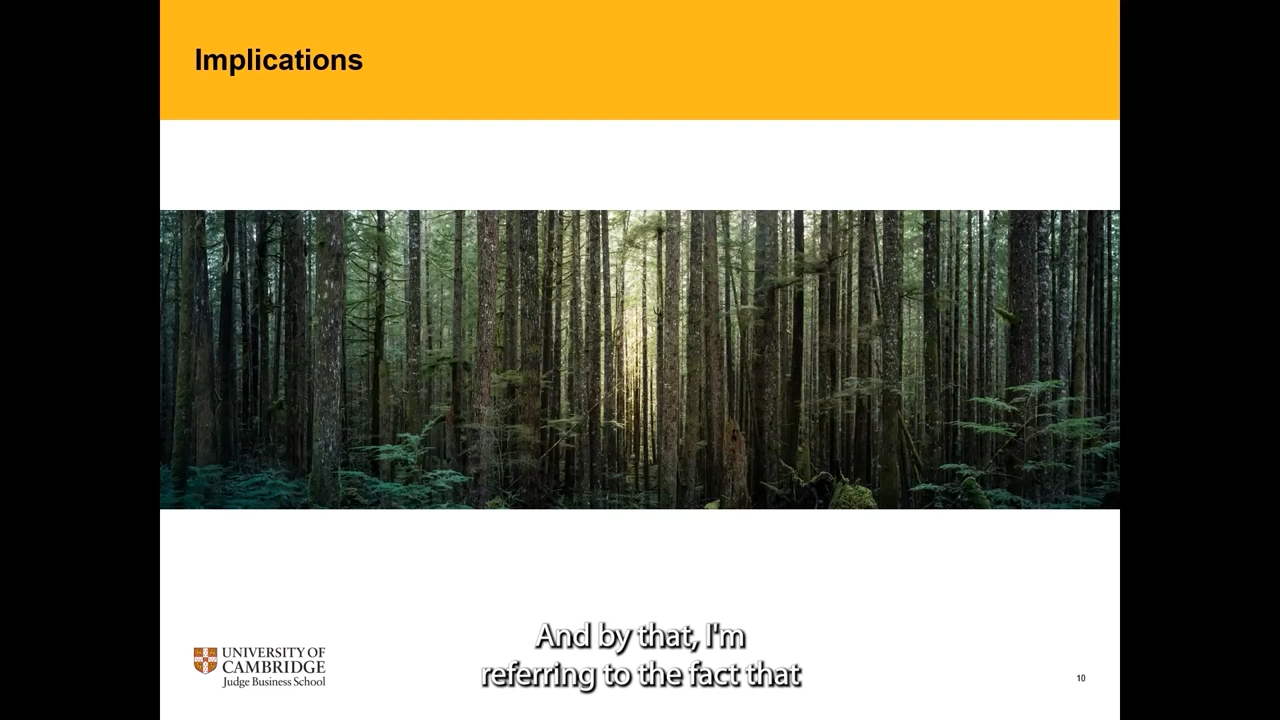 Implications
And by that, I'm
referring to the fact that
UNIVERSITY OF
CAMBRIDGE
Judge Business School
10